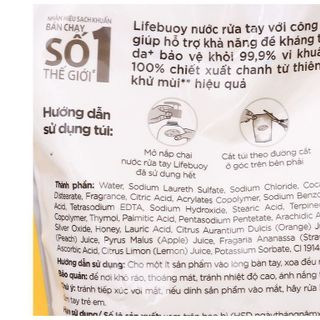 NHÃN HIỆU SẠCH KHUẨN
BÁN CHẠY
SỐ 1
THẾ GIỚI
Lifebuoy nước rửa tay với công
giúp hỗ trợ khả năng đề kháng t
da⁺ bảo vệ khỏi 99,9% vi khuẩ
100% chiết xuất chanh từ thiên
khử mùi** hiệu quả
Hướng dẫn
sử dụng túi:
Mở nắp chai
nước rửa tay Lifebuoy
đã sử dụng hết
Cắt túi theo đường cắt
ở góc trên bên phải
Thành phần: Water, Sodium Laureth Sulfate, Sodium Chloride, Coca
Distearate, Fragrance, Citric Acid, Acrylates Copolymer, Sodium Benzo
Acid, Tetrasodium EDTA, Sodium Hydroxide, Stearic Acid, Terpine
Copolymer, Thymol, Palmitic Acid, Pentasodium Pentetate, Arachidic
Silver Oxide, Honey, Lauric Acid, Citrus Aurantium Dulcis (Orange) J
(Peach) Juice, Pyrus Malus (Apple) Juice, Fragaria Ananassa (Straw
Ascorbic Acid, Citrus Limon (Lemon) Juice, Potassium Sorbate, CI 1914
Hướng dẫn sử dụng: Cho một ít sản phẩm vào lòng bàn tay, xoa đều r
Bảo quản: để nơi khô ráo, thoáng mát, tránh nhiệt độ cao, ánh nắng
Chú ý: tránh tiếp xúc với mắt, nếu dính sản phẩm vào mắt, hãy rửa
tầm tay trẻ em.